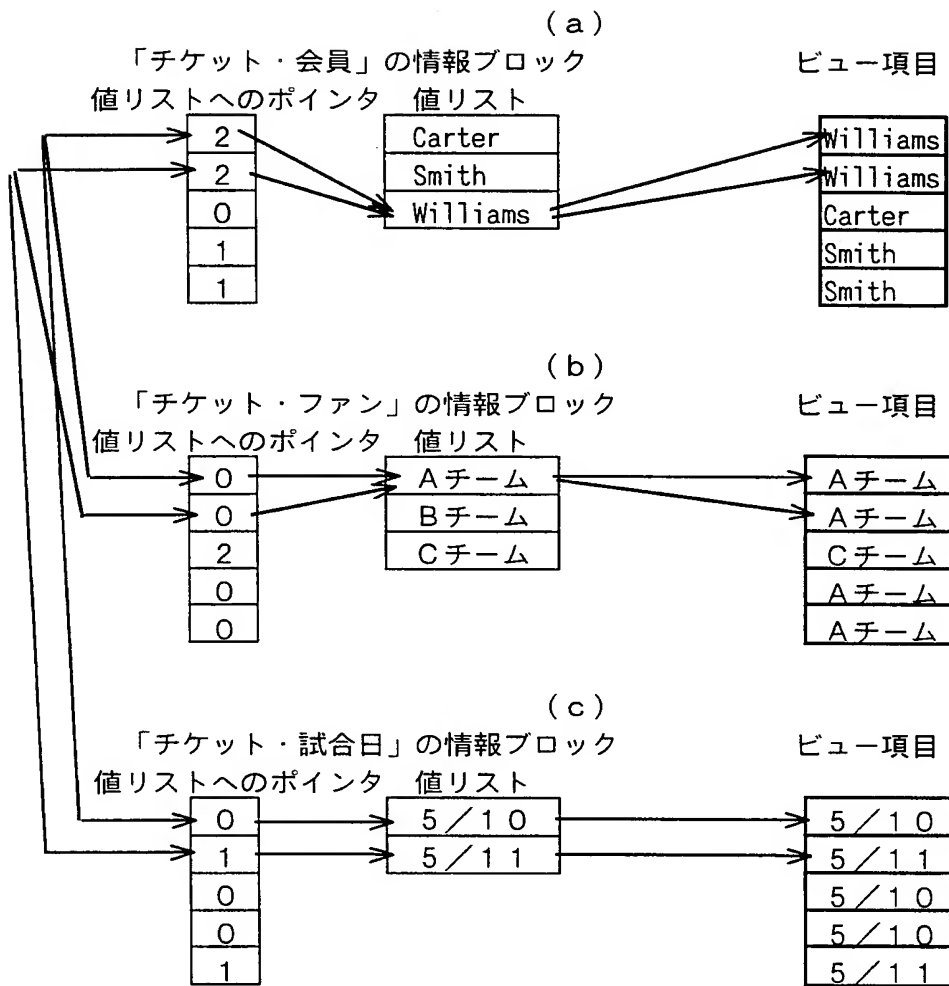 (a)
「チケット・会員」の情報ブロック ビュー項目
値リストへのポインタ 値リスト
2 Carter Williams
2 Smith Williams
0 Williams Carter
1 Smith
1 Smith
(b)
「チケット・ファン」の情報ブロック ビュー項目
値リストへのポインタ 値リスト
0 Aチーム Aチーム
0 Bチーム Aチーム
2 Cチーム Cチーム
0 Aチーム
0 Aチーム
(c)
「チケット・試合日」の情報ブロック ビュー項目
値リストへのポインタ 値リスト
0 5/10 5/10
1 5/11 5/11
0 5/10
0 5/10
1 5/11